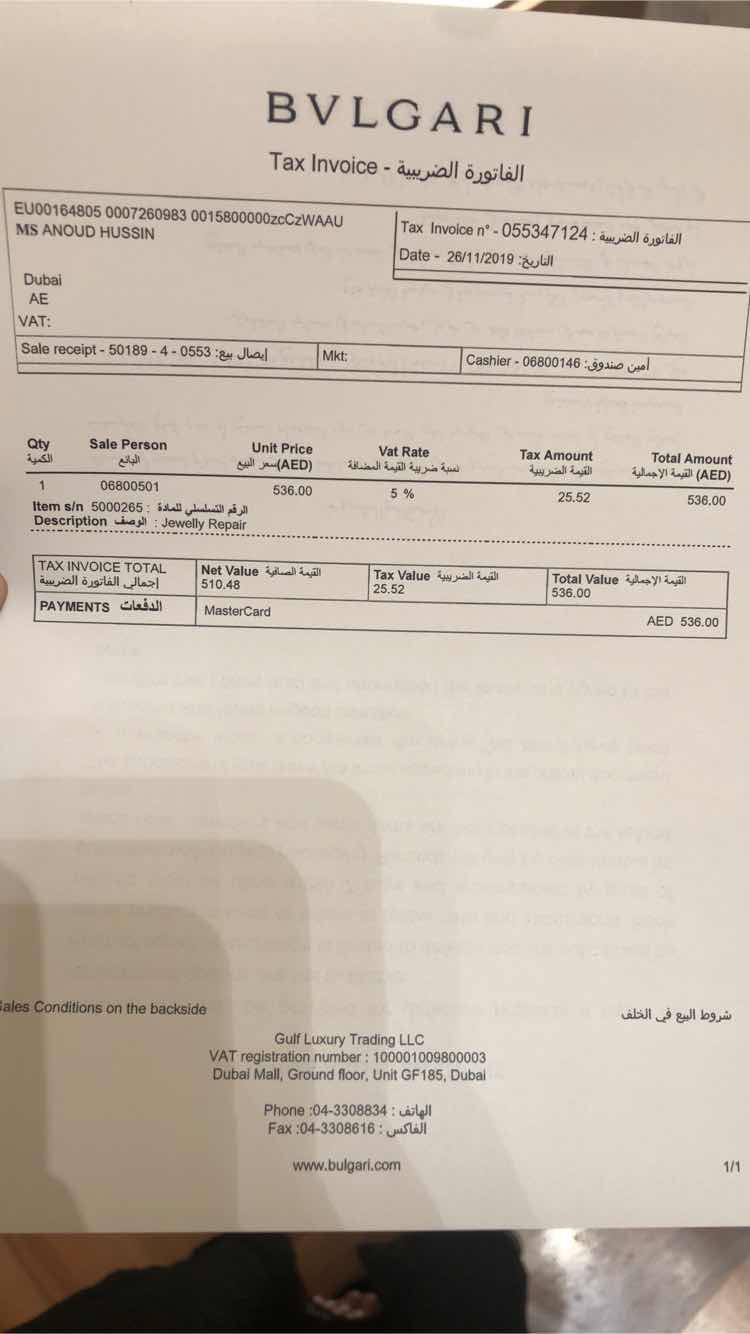 BVLGARI
Tax Invoice - الفاتورة الضريبية
EU00164805 0007260983 0015800000zcCzWAAU
MS ANOUD HUSSIN
Dubai
AE
VAT:
Tax Invoice n° - 055347124 : الفاتورة الضريبية
Date - 26/11/2019 :التاريخ
Sale receipt - 50189 - 4 - 0553 :إيصال بيع
Mkt:
Cashier - 06800146 :أمين صندوق
Qty Sale Person Unit Price Vat Rate Tax Amount Total Amount
الكمية البائع سعر البيع(AED) نسبة ضريبة القيمة المضافة القيمة الضريبية القيمة الإجمالية (AED)
1 06800501 536.00 5 % 25.52 536.00
Item s/n 5000265 : الرقم التسلسلي للمادة
Description الوصف : Jewelly Repair
TAX INVOICE TOTAL Net Value القيمة الصافية Tax Value القيمة الضريبية Total Value القيمة الإجمالية
إجمالي الفاتورة الضريبية 510.48 25.52 536.00
PAYMENTS الدفعات MasterCard AED 536.00
Sales Conditions on the backside شروط البيع في الخلف
Gulf Luxury Trading LLC
VAT registration number : 100001009800003
Dubai Mall, Ground floor, Unit GF185, Dubai
Phone :04-3308834 : الهاتف
Fax :04-3308616 : الفاكس
www.bulgari.com
1/1